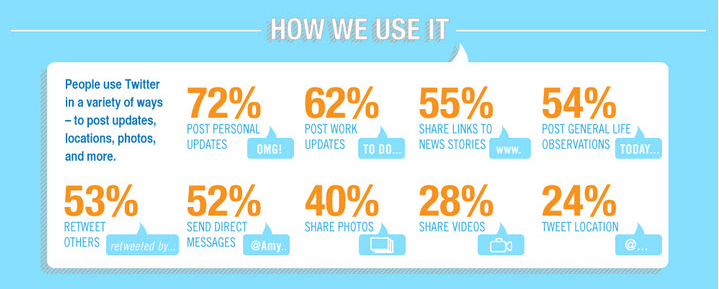 HOW WE USE IT
People use Twitter
in a variety of ways
– to post updates,
locations, photos,
and more.
72%
POST PERSONAL
UPDATES
OMG!
62%
POST WORK
UPDATES
TO DO...
55%
SHARE LINKS TO
NEWS STORIES
www.
54%
POST GENERAL LIFE
OBSERVATIONS
TODAY...
53%
RETWEET
OTHERS
retweeted by...
52%
SEND DIRECT
MESSAGES
@Amy..
40%
SHARE PHOTOS
28%
SHARE VIDEOS
24%
TWEET LOCATION
@...